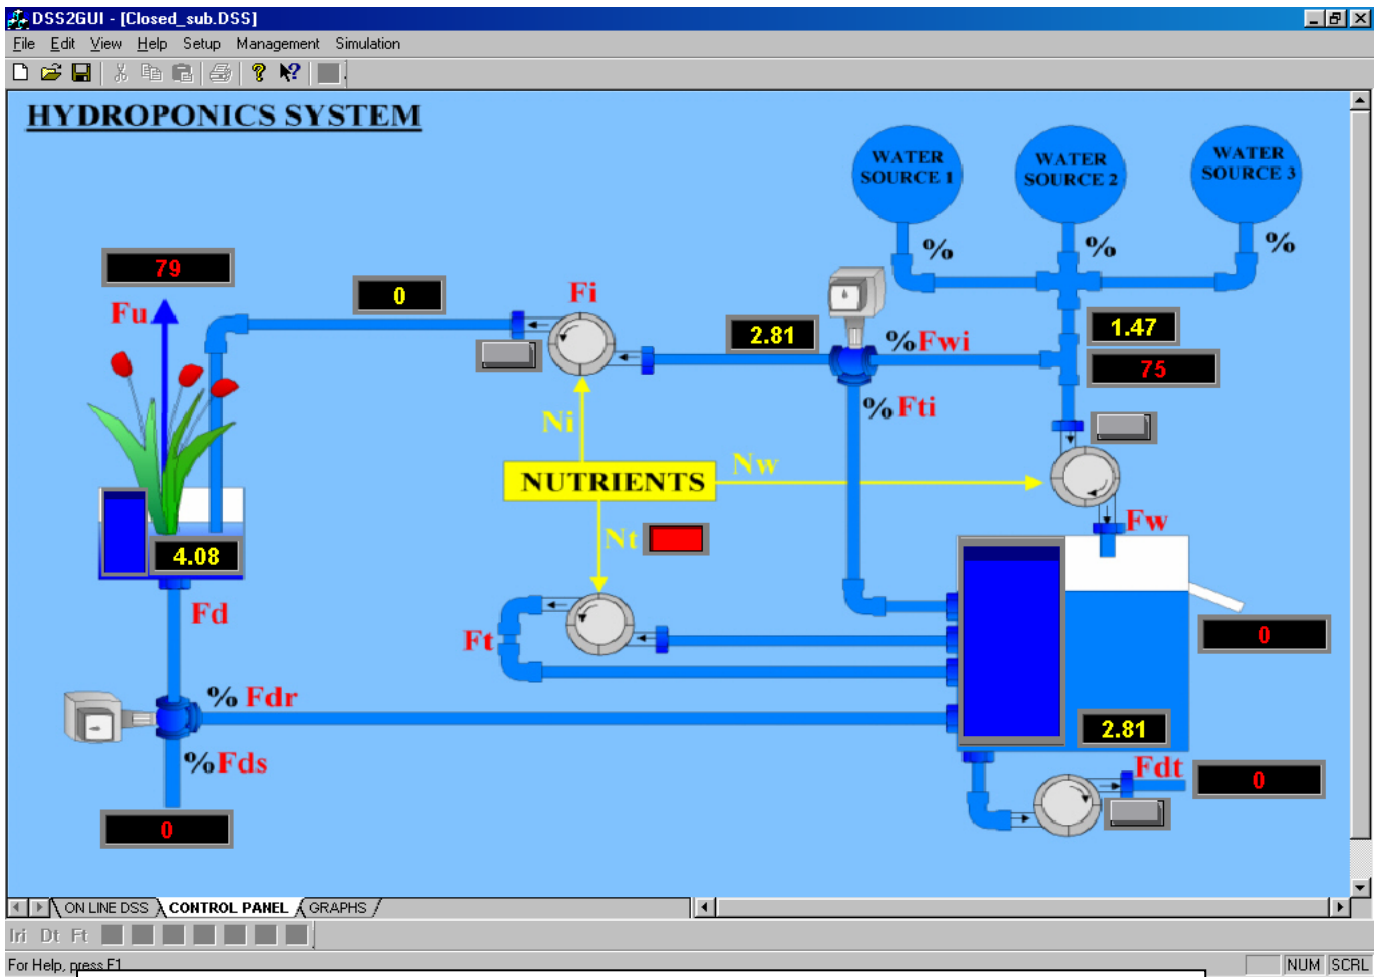 DSS2GUI - [Closed_sub.DSS]
File Edit View Help Setup Management Simulation
HYDROPONICS SYSTEM
WATER
SOURCE 1
WATER
SOURCE 2
WATER
SOURCE 3
%
%
%
79
Fu
0
Fi
2.81
%Fwi
1.47
75
%Fti
Ni
NUTRIENTS
Nw
Nt
Fw
4.08
Fd
Ft
0
% Fdr
%Fds
2.81
Fdt
0
0
ON LINE DSS CONTROL PANEL GRAPHS
Iri Dt Ft
For Help, press F1
NUM SCRL